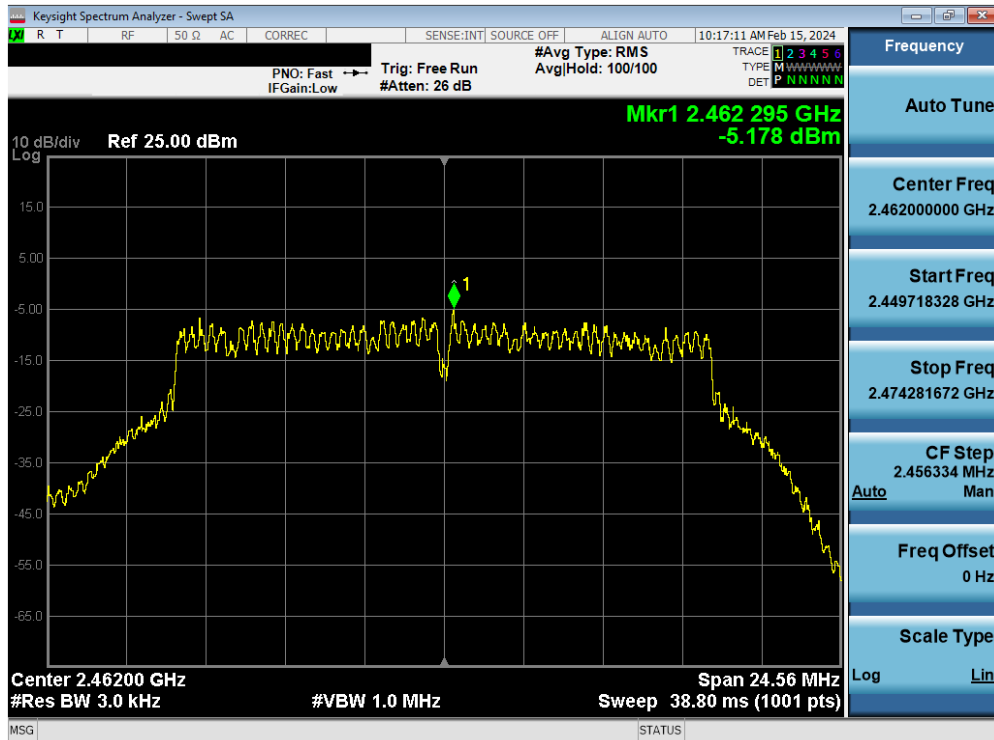 Keysight Spectrum Analyzer - Swept SA
LXI R T RF 50 Ω AC CORREC SENSE:INT SOURCE OFF ALIGN AUTO 10:17:11 AM Feb 15, 2024
PNO: Fast
IFGain:Low
Trig: Free Run
#Atten: 26 dB
#Avg Type: RMS
Avg|Hold: 100/100
TRACE 1 2 3 4 5 6
TYPE M W W W W W
DET P N N N N N
Mkr1 2.462 295 GHz
-5.178 dBm
10 dB/div Ref 25.00 dBm
Log
15.0
5.00
-5.00
-15.0
-25.0
-35.0
-45.0
-55.0
-65.0
1
Center 2.46200 GHz Span 24.56 MHz
#Res BW 3.0 kHz #VBW 1.0 MHz Sweep 38.80 ms (1001 pts)
MSG STATUS
Frequency
Auto Tune
Center Freq
2.462000000 GHz
Start Freq
2.449718328 GHz
Stop Freq
2.474281672 GHz
CF Step
2.456334 MHz
Auto Man
Freq Offset
0 Hz
Scale Type
Log Lin